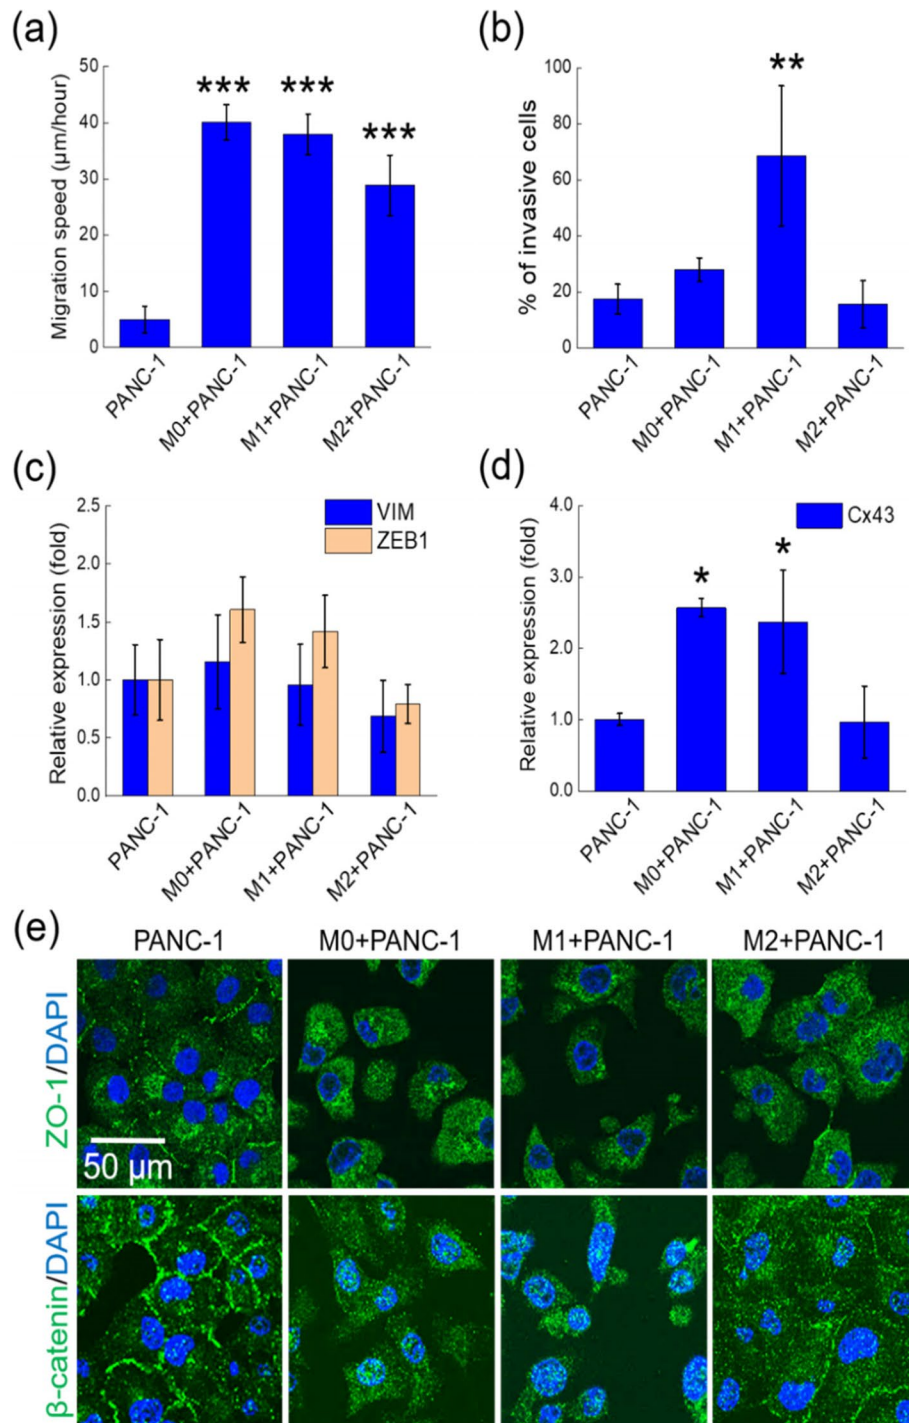 (a)
Migration speed (µm/hour)
50
40
30
20
10
0
***
***
***
PANC-1
M0+PANC-1
M1+PANC-1
M2+PANC-1
(b)
% of invasive cells
100
80
60
40
20
0
**
PANC-1
M0+PANC-1
M1+PANC-1
M2+PANC-1
(c)
Relative expression (fold)
2.5
2.0
1.5
1.0
0.5
0.0
VIM
ZEB1
PANC-1
M0+PANC-1
M1+PANC-1
M2+PANC-1
(d)
Relative expression (fold)
4.0
3.0
2.0
1.0
0.0
Cx43
*
*
PANC-1
M0+PANC-1
M1+PANC-1
M2+PANC-1
(e)
PANC-1
M0+PANC-1
M1+PANC-1
M2+PANC-1
ZO-1/DAPI
50 µm
β-catenin/DAPI